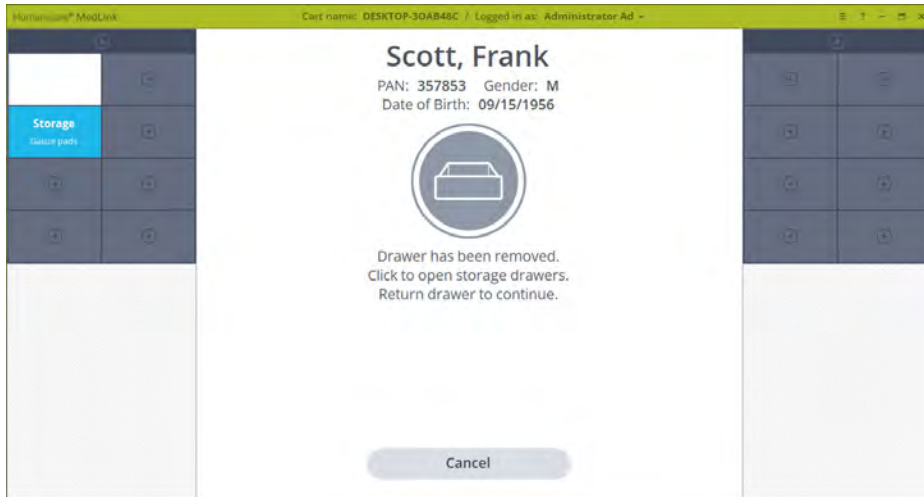 Humanscale® MedLink
Cart name: DESKTOP-3OAB48C / Logged in as: Administrator Ad
Scott, Frank
PAN: 357853 Gender: M
Date of Birth: 09/15/1956
Storage
Gauze pads
Drawer has been removed.
Click to open storage drawers.
Return drawer to continue.
Cancel